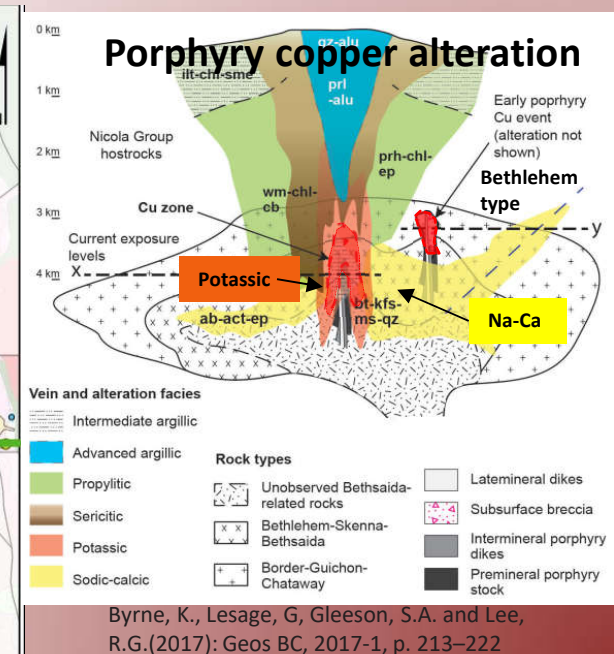 Porphyry copper alteration
0 km
1 km
2 km
3 km
4 km
qz-alu
ilt-chl-sme
prl
-alu
Early poprhyry
Cu event
(alteration not
shown)
Nicola Group
hostrocks
prh-chl-
ep
Bethlehem
type
wm-chl-
cb
Cu zone
Current exposure
levels
X
y
Potassic
bt-kfs-
ms-qz
ab-act-ep
Na-Ca
Vein and alteration facies
Intermediate argillic
Advanced argillic
Propylitic
Sericitic
Potassic
Sodic-calcic
Rock types
Unobserved Bethsaida-
related rocks
Bethlehem-Skenna-
Bethsaida
Border-Guichon-
Chataway
Latemineral dikes
Subsurface breccia
Intermineral porphyry
dikes
Premineral porphyry
stock
Byrne, K., Lesage, G, Gleeson, S.A. and Lee,
R.G.(2017): Geos BC, 2017-1, p. 213–222